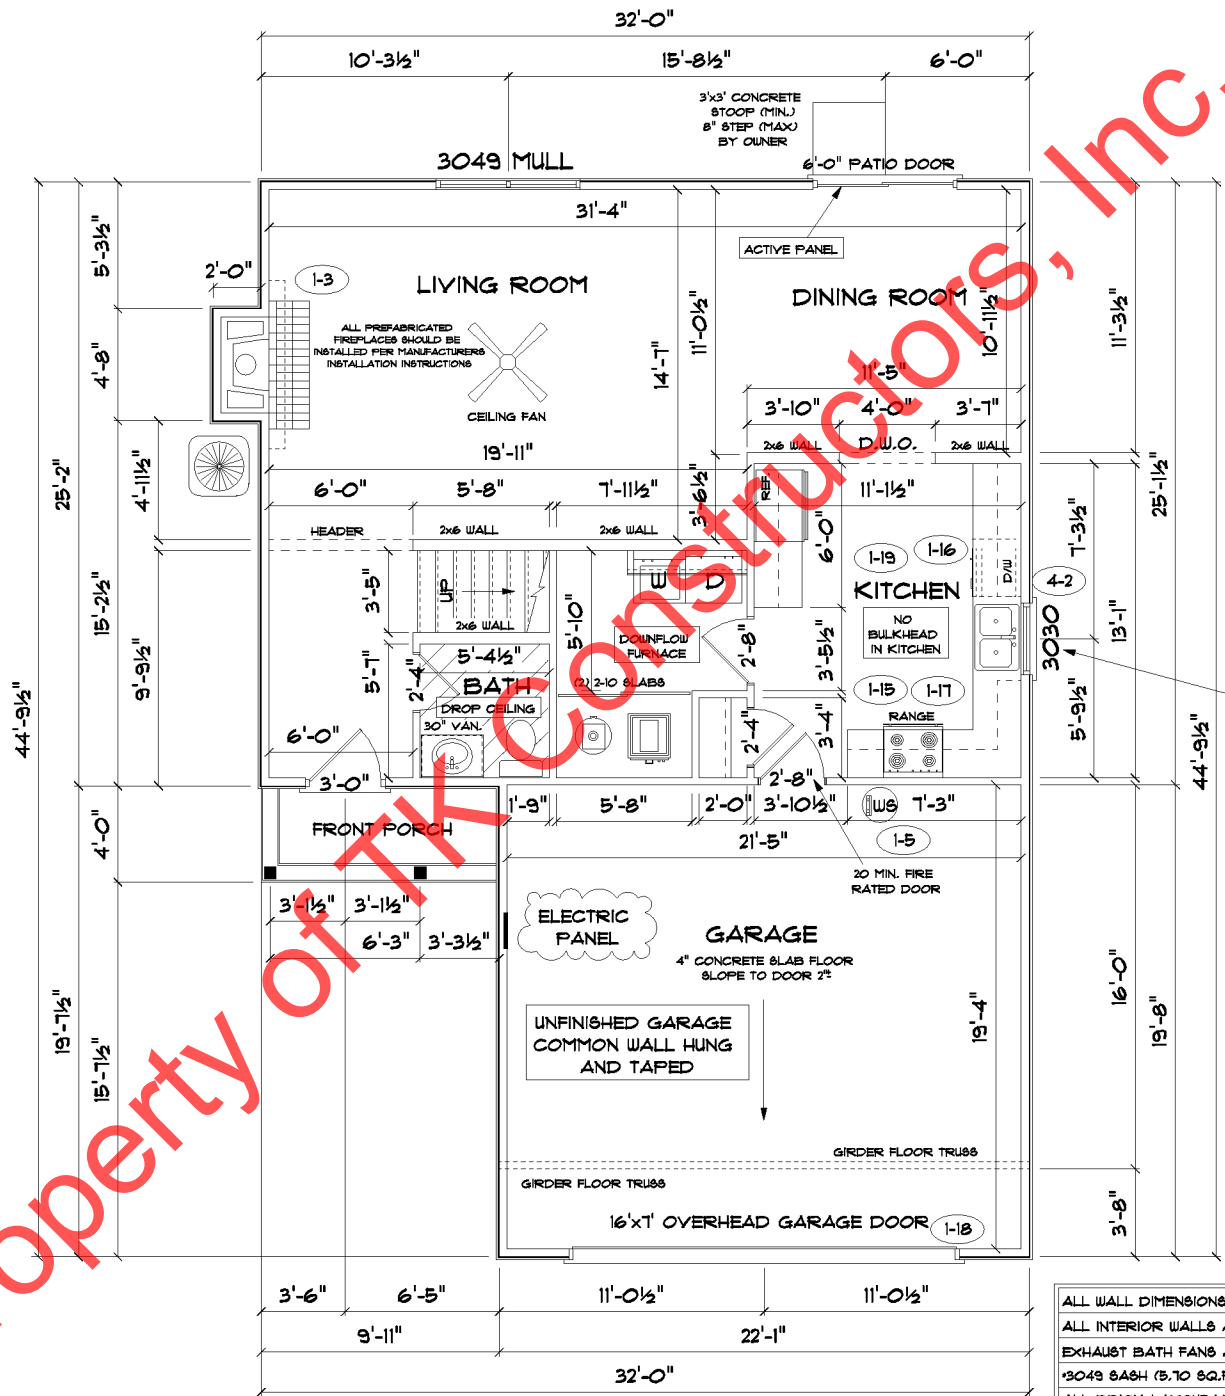 32'-0"
10'-3½" 15'-8½" 6'-0"
3'x3' CONCRETE
STOOP (MIN.)
8" STEP (MAX)
BY OWNER
3049 MULL
6'-0" PATIO DOOR
31'-4"
ACTIVE PANEL
5'-3½"
2'-0"
1-3
LIVING ROOM
DINING ROOM
ALL PREFABRICATED
FIREPLACES SHOULD BE
INSTALLED PER MANUFACTURERS
INSTALLATION INSTRUCTIONS
CEILING FAN
4'-8"
14'-7"
11'-0½"
10'-11½"
11'-3½"
11'-5"
3'-10" 4'-0" 3'-7"
2x6 WALL D.W.O. 2x6 WALL
19'-11"
6'-0" 5'-8" 7'-11½"
3'-6½"
REF.
11'-1½"
25'-2"
4'-11½"
25'-1½"
7'-3½"
HEADER 2x6 WALL 2x6 WALL
6'-0"
1-19 1-16
D/W
4-2
KITCHEN
NO
BULKHEAD
IN KITCHEN
3030
13'-1"
15'-2½"
9'-9½"
3'-5"
UP
2x6 WALL
5'-10"
W D
DOWNFLOW
FURNACE
2'-8"
3'-5½"
5'-7"
2'-4"
5'-4½"
BATH
DROP CEILING
30" VAN.
(2) 2-10 SLABS
1-15 1-17
RANGE
5'-9½"
44'-9½"
44'-9½"
6'-0"
3'-0"
2'-4"
3'-4"
2'-8"
1'-9" 5'-8" 2'-0" 3'-10½" WS 7'-3"
FRONT PORCH
4'-0"
21'-5"
1-5
20 MIN. FIRE
RATED DOOR
3'-1½" 3'-1½"
6'-3" 3'-3½"
ELECTRIC
PANEL
GARAGE
4" CONCRETE SLAB FLOOR
SLOPE TO DOOR 2"±
UNFINISHED GARAGE
COMMON WALL HUNG
AND TAPED
19'-4"
16'-0"
19'-8"
19'-7½"
15'-7½"
GIRDER FLOOR TRUSS
GIRDER FLOOR TRUSS
16'x7' OVERHEAD GARAGE DOOR
1-18
3'-8"
3'-6" 6'-5" 11'-0½" 11'-0½"
9'-11" 22'-1"
32'-0"
ALL WALL DIMENSIONS
ALL INTERIOR WALLS
EXHAUST BATH FANS
*3049 SASH (5.70 SQ.
Property of TK Constructors, Inc.